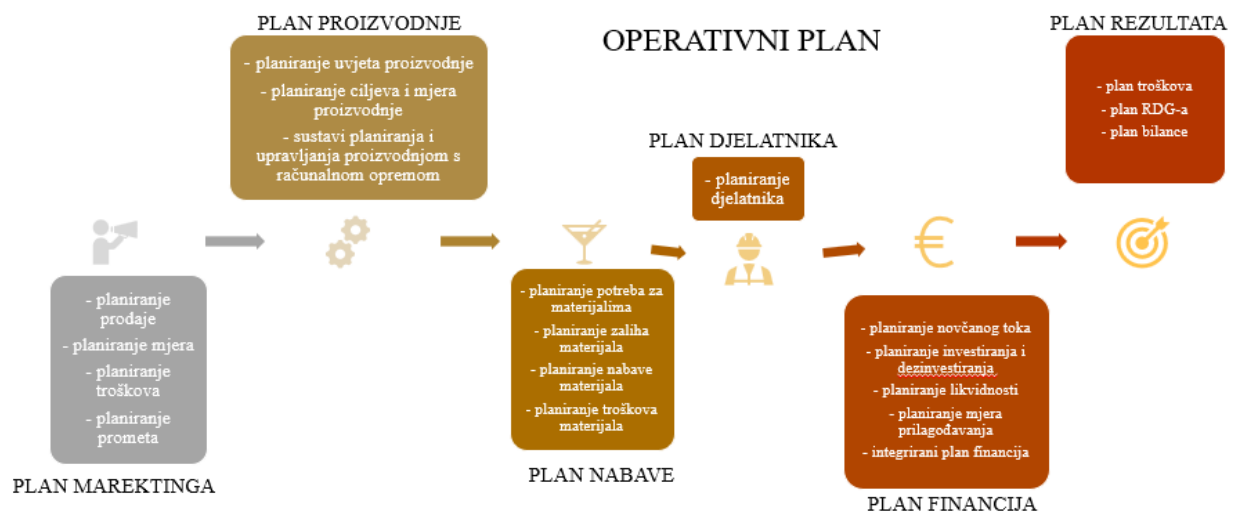 OPERATIVNI PLAN
PLAN MAREKTINGA
- planiranje
prodaje
- planiranje mjera
- planiranje
troškova
- planiranje
prometa
PLAN PROIZVODNJE
- planiranje uvjeta proizvodnje
- planiranje ciljeva i mjera
proizvodnje
- sustavi planiranja i
upravljanja proizvodnjom s
računalnom opremom
PLAN NABAVE
- planiranje potreba za
materijalima
- planiranje zaliha
materijala
- planiranje nabave
materijala
- planiranje troškova
materijala
PLAN DJELATNIKA
- planiranje
djelatnika
PLAN FINANCIJA
- planiranje novčanog toka
- planiranje investiranja i
dezinvestiranja
- planiranje likvidnosti
- planiranje mjera
prilagođavanja
- integrirani plan financija
€
PLAN REZULTATA
- plan troškova
- plan RDG-a
- plan bilance